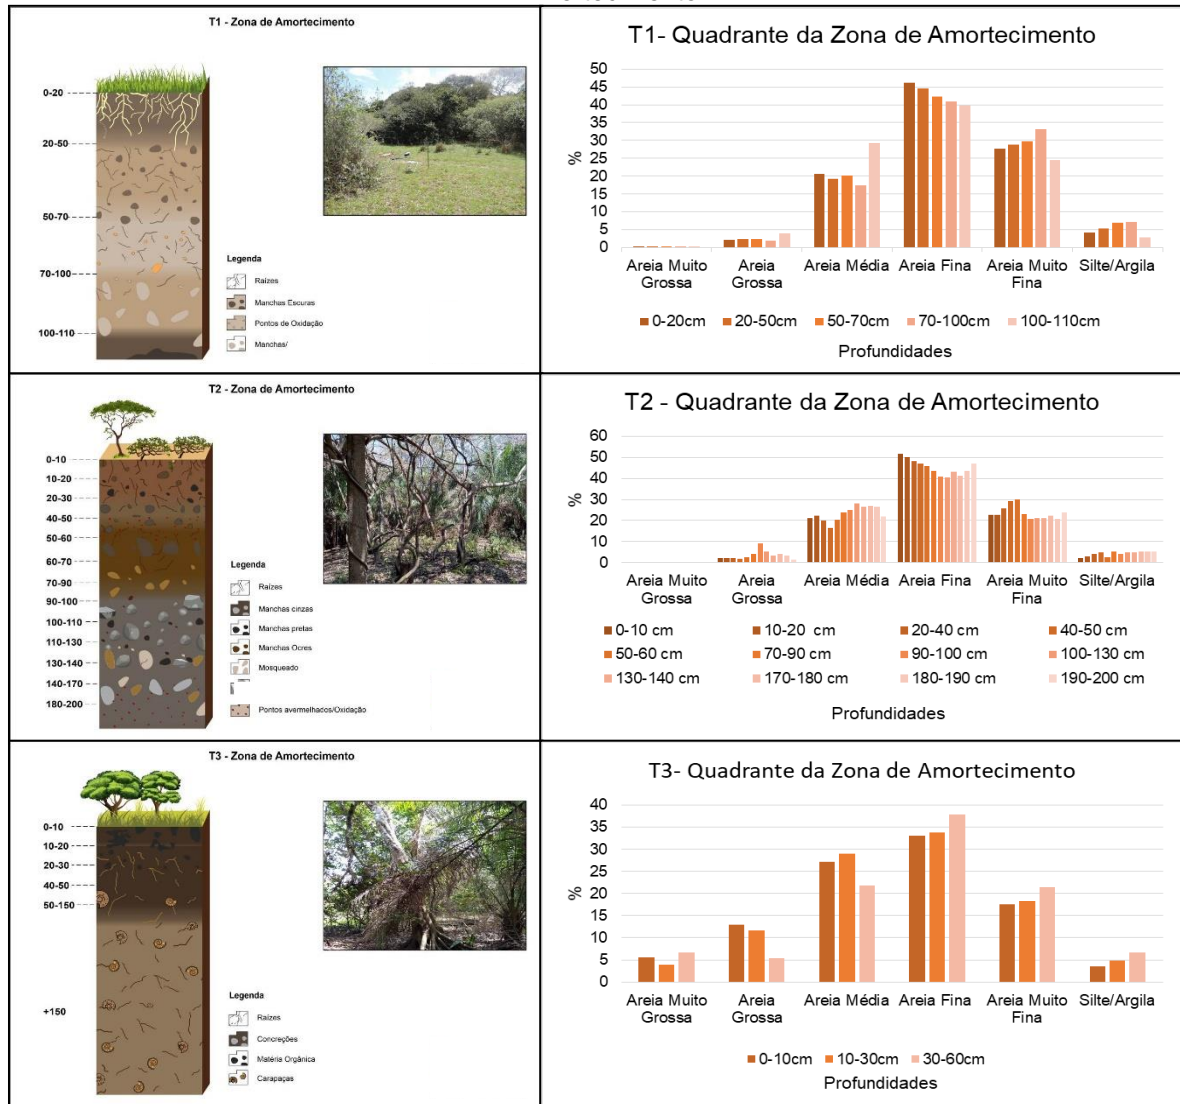 T1 - Zona de Amortecimento
0-20
20-50
50-70
70-100
100-110
Legenda
Raízes
Manchas Escuras
Pontos de Oxidação
Manchas/
T1- Quadrante da Zona de Amortecimento
50
45
40
35
30
25
20
15
10
5
0
%
Areia Muito Grossa
Areia Grossa
Areia Média
Areia Fina
Areia Muito Fina
Silte/Argila
0-20cm 20-50cm 50-70cm 70-100cm 100-110cm
Profundidades
T2 - Zona de Amortecimento
0-10
10-20
20-30
40-50
50-60
60-70
70-90
90-100
100-110
110-130
130-140
140-170
180-200
Legenda
Raízes
Manchas cinzas
Manchas pretas
Manchas Ocres
Mosqueado
Pontos avermelhados/Oxidação
T2 - Quadrante da Zona de Amortecimento
60
50
40
30
20
10
0
%
Areia Muito Grossa
Areia Grossa
Areia Média
Areia Fina
Areia Muito Fina
Silte/Argila
0-10 cm 10-20 cm 20-40 cm 40-50 cm
50-60 cm 70-90 cm 90-100 cm 100-130 cm
130-140 cm 170-180 cm 180-190 cm 190-200 cm
Profundidades
T3 - Zona de Amortecimento
0-10
10-20
20-30
40-50
50-150
+150
Legenda
Raízes
Concreções
Matéria Orgânica
Carapaças
T3- Quadrante da Zona de Amortecimento
40
35
30
25
20
15
10
5
0
%
Areia Muito Grossa
Areia Grossa
Areia Média
Areia Fina
Areia Muito Fina
Silte/Argila
0-10cm 10-30cm 30-60cm
Profundidades